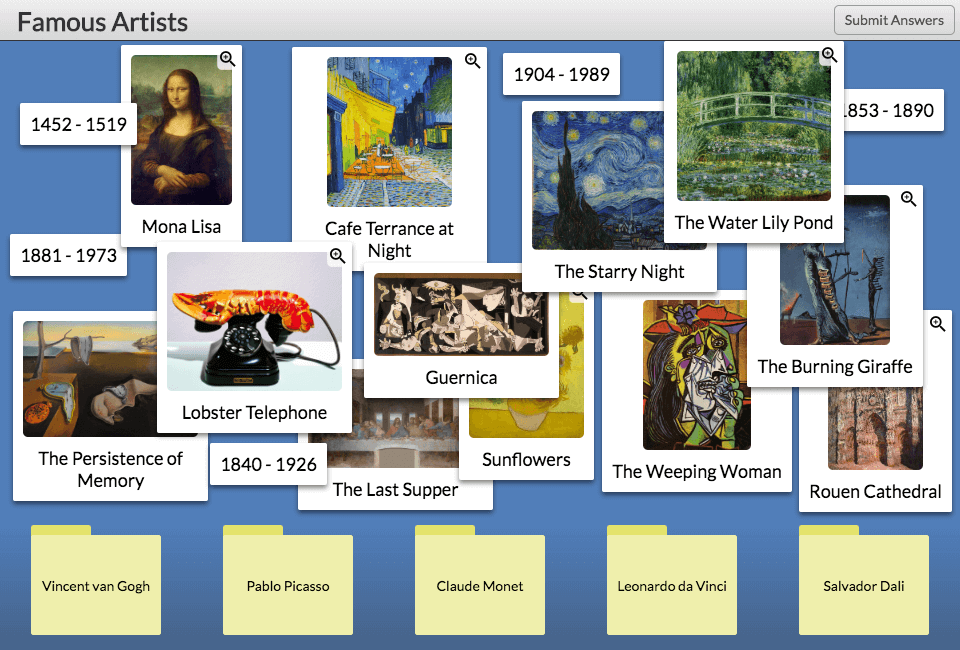 Famous Artists
Submit Answers
1452 - 1519
Mona Lisa
Cafe Terrance at
Night
1904 - 1989
The Starry Night
The Water Lily Pond
853 - 1890
1881 - 1973
The Persistence of
Memory
Lobster Telephone
Guernica
1840 - 1926
The Last Supper
Sunflowers
The Weeping Woman
The Burning Giraffe
Rouen Cathedral
Vincent van Gogh
Pablo Picasso
Claude Monet
Leonardo da Vinci
Salvador Dali